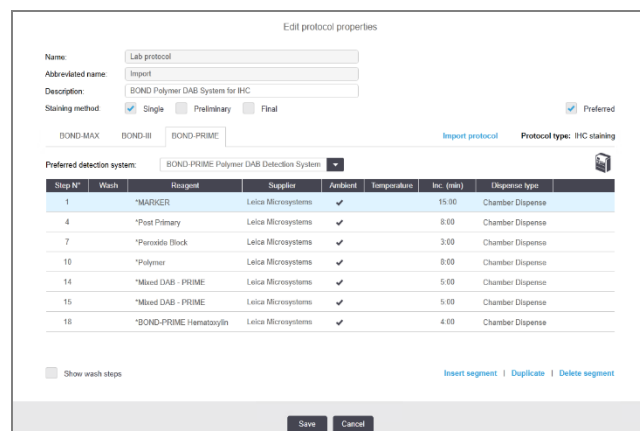 Edit protocol properties
Name: Lab protocol
Abbreviated name: Import
Description: BOND Polymer DAB System for IHC
Staining method: Single Preliminary Final Preferred
BOND-MAX BOND-III BOND-PRIME Import protocol Protocol type: IHC staining
Preferred detection system: BOND-PRIME Polymer DAB Detection System
Step N° Wash Reagent Supplier Ambient Temperature Inc. (min) Dispense type
1 *MARKER Leica Microsystems 15:00 Chamber Dispense
4 *Post Primary Leica Microsystems 8:00 Chamber Dispense
7 *Peroxide Block Leica Microsystems 3:00 Chamber Dispense
10 *Polymer Leica Microsystems 8:00 Chamber Dispense
14 *Mixed DAB - PRIME Leica Microsystems 5:00 Chamber Dispense
15 *Mixed DAB - PRIME Leica Microsystems 5:00 Chamber Dispense
18 *BOND-PRIME Hematoxylin Leica Microsystems 4:00 Chamber Dispense
Show wash steps Insert segment | Duplicate | Delete segment
Save Cancel